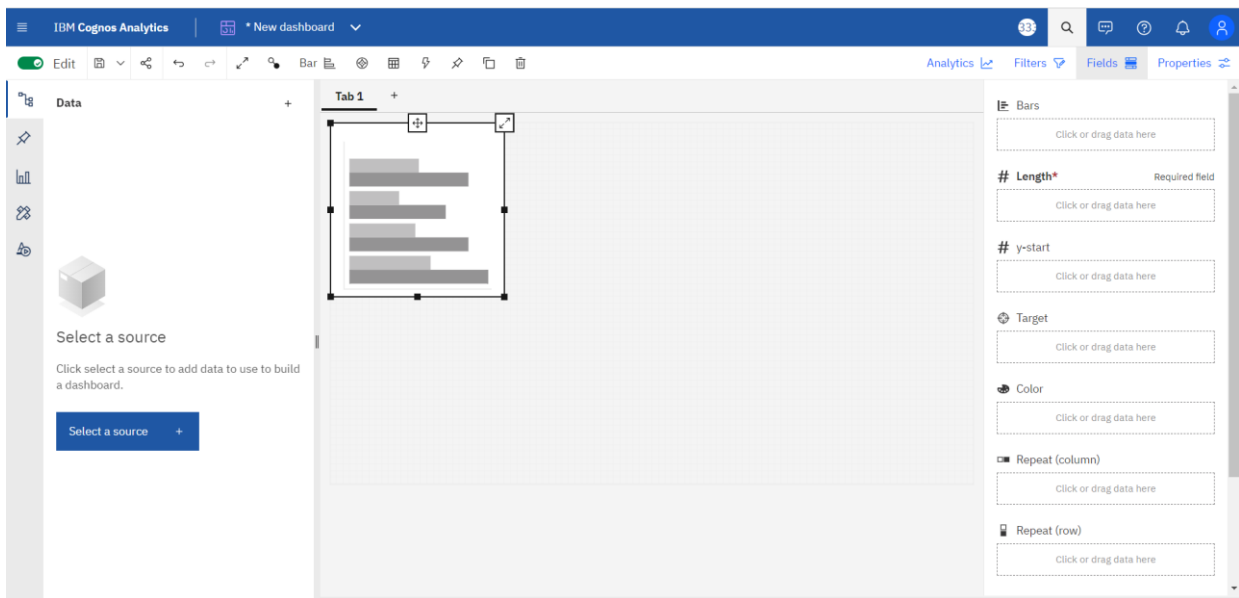 IBM Cognos Analytics
* New dashboard
Edit
Bar
Analytics
Filters
Fields
Properties
Data
+
Tab 1 +
Select a source
Click select a source to add data to use to build
a dashboard.
Select a source +
Bars
Click or drag data here
# Length* Required field
Click or drag data here
# y-start
Click or drag data here
Target
Click or drag data here
Color
Click or drag data here
Repeat (column)
Click or drag data here
Repeat (row)
Click or drag data here